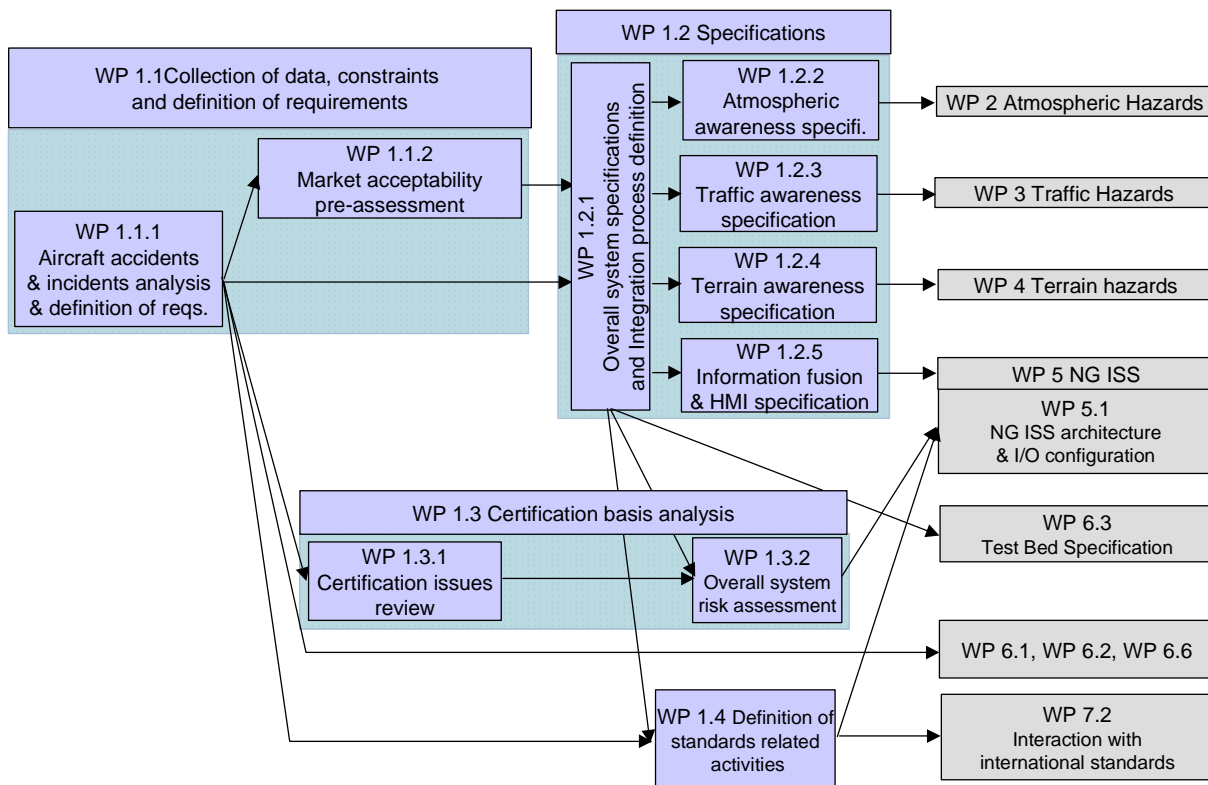 WP 1.1Collection of data, constraints
and definition of requirements
WP 1.1.1
Aircraft accidents
& incidents analysis
& definition of reqs.
WP 1.1.2
Market acceptability
pre-assessment
WP 1.2 Specifications
WP 1.2.1
Overall system specifications
and Integration process definition
WP 1.2.2
Atmospheric
awareness specifi.
WP 1.2.3
Traffic awareness
specification
WP 1.2.4
Terrain awareness
specification
WP 1.2.5
Information fusion
& HMI specification
WP 2 Atmospheric Hazards
WP 3 Traffic Hazards
WP 4 Terrain hazards
WP 5 NG ISS
WP 5.1
NG ISS architecture
& I/O configuration
WP 1.3 Certification basis analysis
WP 1.3.1
Certification issues
review
WP 1.3.2
Overall system
risk assessment
WP 6.3
Test Bed Specification
WP 6.1, WP 6.2, WP 6.6
WP 1.4 Definition of
standards related
activities
WP 7.2
Interaction with
international standards